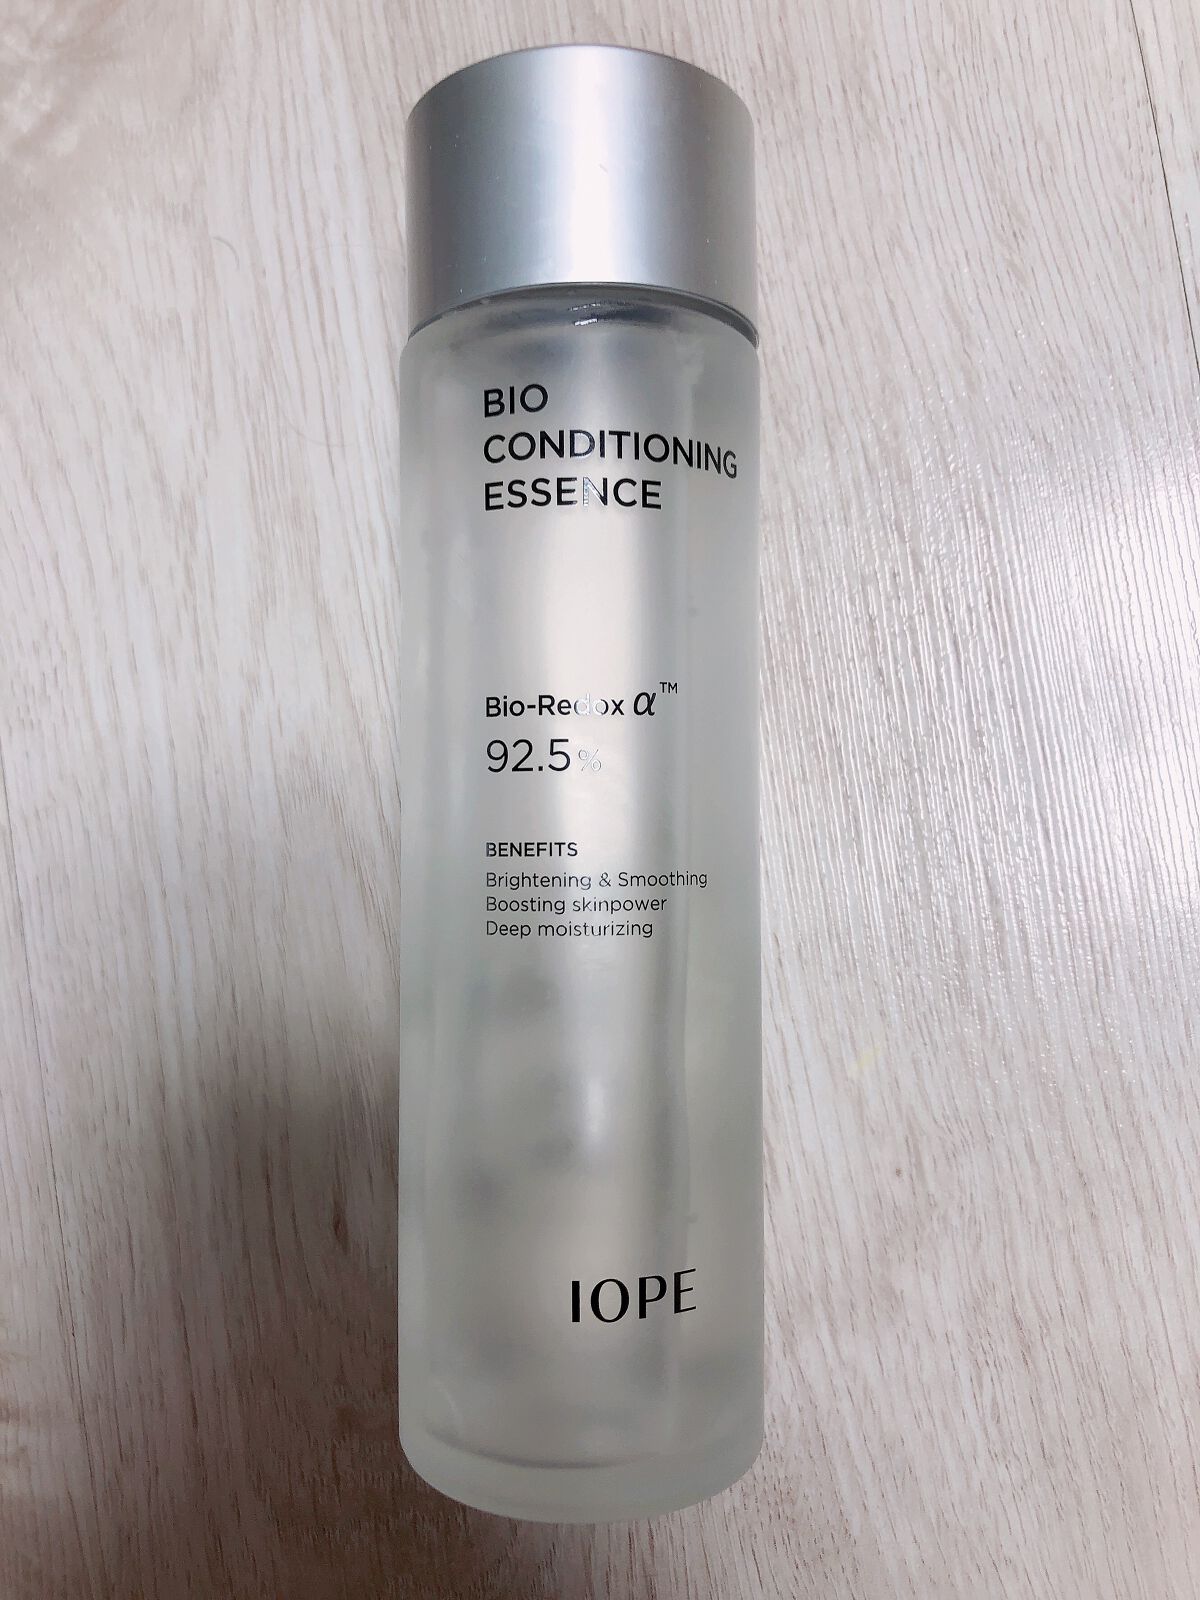 BIO
CONDITIONING
ESSENCE
Bio-Redox α™
92.5%
BENEFITS
Brightening & Smoothing
Boosting skinpower
Deep moisturizing
IOPE